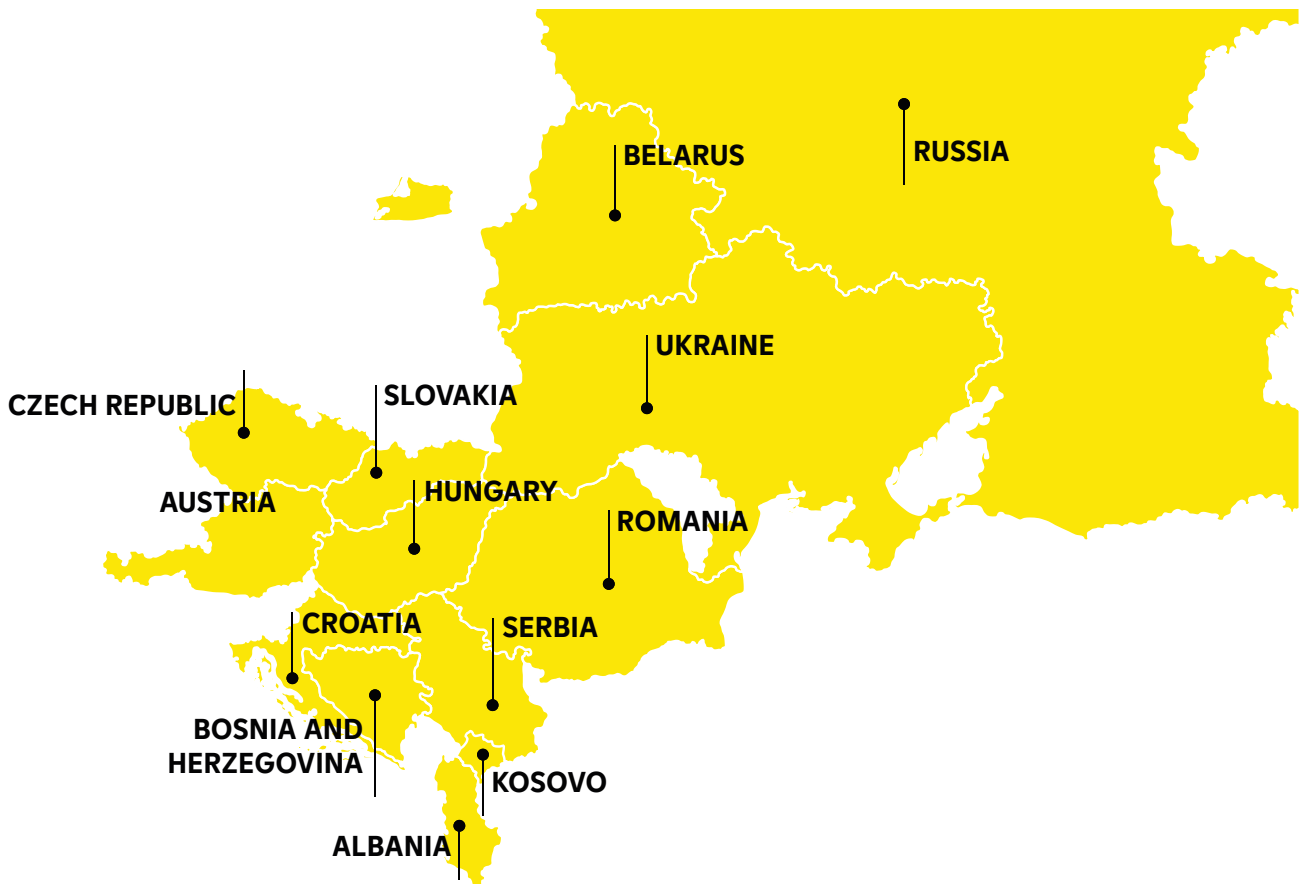 RUSSIA
BELARUS
UKRAINE
SLOVAKIA
CZECH REPUBLIC
HUNGARY
AUSTRIA
ROMANIA
CROATIA
SERBIA
BOSNIA AND
HERZEGOVINA
KOSOVO
ALBANIA